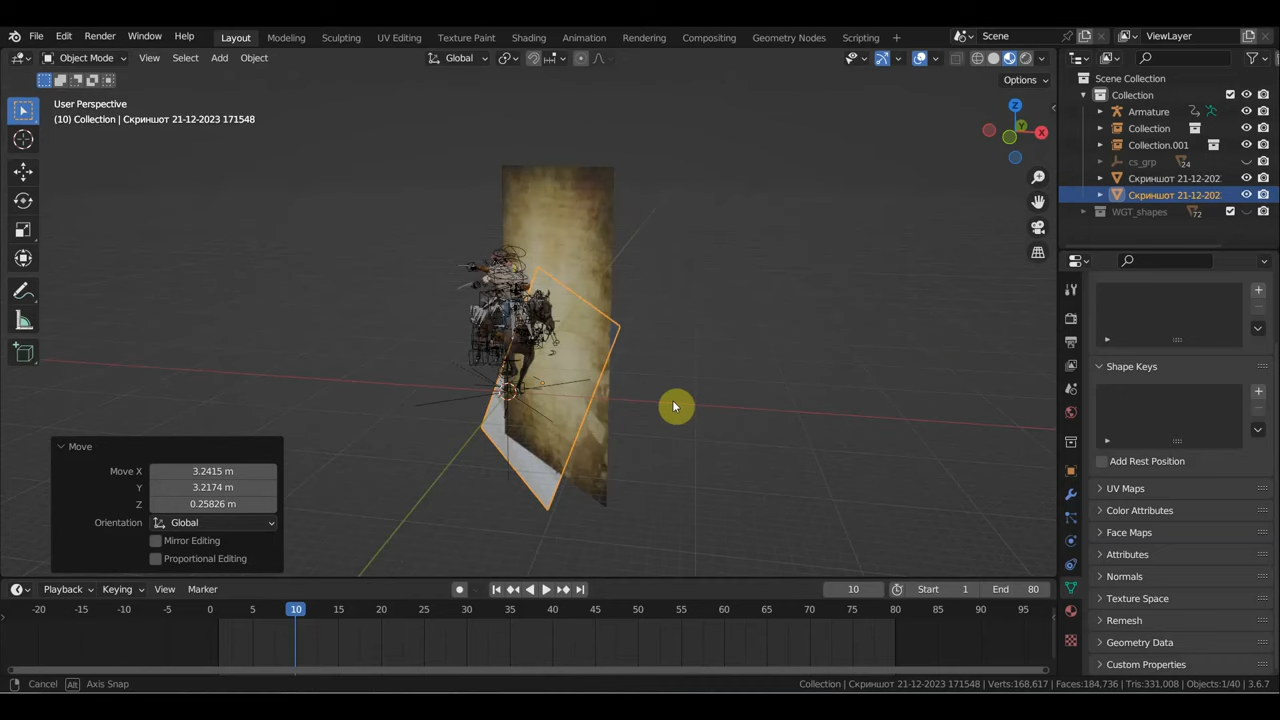 File Edit Render Window Help Layout Modeling Sculpting UV Editing Texture Paint Shading Animation Rendering Compositing Geometry Nodes Scripting + Scene ViewLayer
Object Mode View Select Add Object Global
Options
User Perspective
(10) Collection | Скриншот 21-12-2023 171548
Z
Y
X
Scene Collection
Collection
Armature
Collection
Collection.001
cs_grp 24
Скриншот 21-12-202
Скриншот 21-12-202
WGT_shapes 72
Shape Keys
Add Rest Position
UV Maps
Color Attributes
Face Maps
Attributes
Normals
Texture Space
Remesh
Geometry Data
Custom Properties
Move
Move X 3.2415 m
Y 3.2174 m
Z 0.25826 m
Orientation Global
Mirror Editing
Proportional Editing
Playback Keying View Marker 10 Start 1 End 80
-20 -15 -10 -5 0 5 10 15 20 25 30 35 40 45 50 55 60 65 70 75 80 85 90 95
Cancel Alt Axis Snap Collection | Скриншот 21-12-2023 171548 | Verts:168,617 | Faces:184,736 | Tris:331,008 | Objects:1/40 | 3.6.7